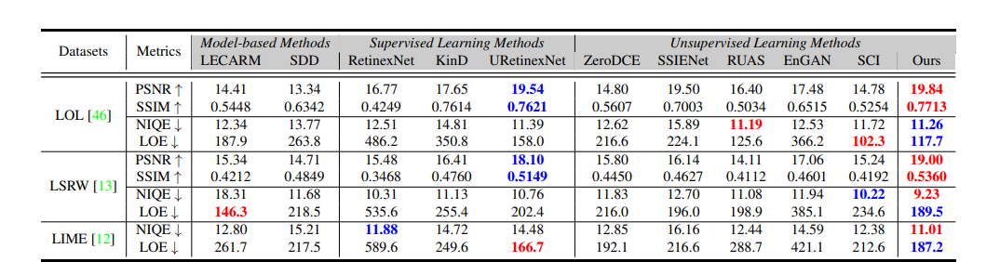 Datasets Metrics Model-based Methods Supervised Learning Methods Unsupervised Learning Methods
LECARM SDD RetinexNet KinD URetinexNet ZeroDCE SSIENet RUAS EnGAN SCI Ours
LOL [46]
PSNR ↑ 14.41 13.34 16.77 17.65 19.54 14.80 19.50 16.40 17.48 14.78 19.84
SSIM ↑ 0.5448 0.6342 0.4249 0.7614 0.7621 0.5607 0.7003 0.5034 0.6515 0.5254 0.7713
NIQE ↓ 12.34 13.77 12.51 14.81 11.39 12.62 15.89 11.19 12.53 11.72 11.26
LOE ↓ 187.9 263.8 486.2 350.8 158.0 216.6 224.1 125.6 366.2 102.3 117.7
LSRW [13]
PSNR ↑ 15.34 14.71 15.48 16.41 18.10 15.80 16.14 14.11 17.06 15.24 19.00
SSIM ↑ 0.4212 0.4849 0.3468 0.4760 0.5149 0.4450 0.4627 0.4112 0.4601 0.4192 0.5360
NIQE ↓ 18.31 11.68 10.31 11.13 10.76 11.83 12.70 11.08 11.94 10.22 9.23
LOE ↓ 146.3 218.5 535.6 255.4 202.4 216.0 196.0 198.9 385.1 234.6 189.5
LIME [12]
NIQE ↓ 12.80 15.21 11.88 14.72 14.48 12.85 16.16 12.44 14.59 12.38 11.01
LOE ↓ 261.7 217.5 589.6 249.6 166.7 192.1 216.6 288.7 421.1 212.6 187.2